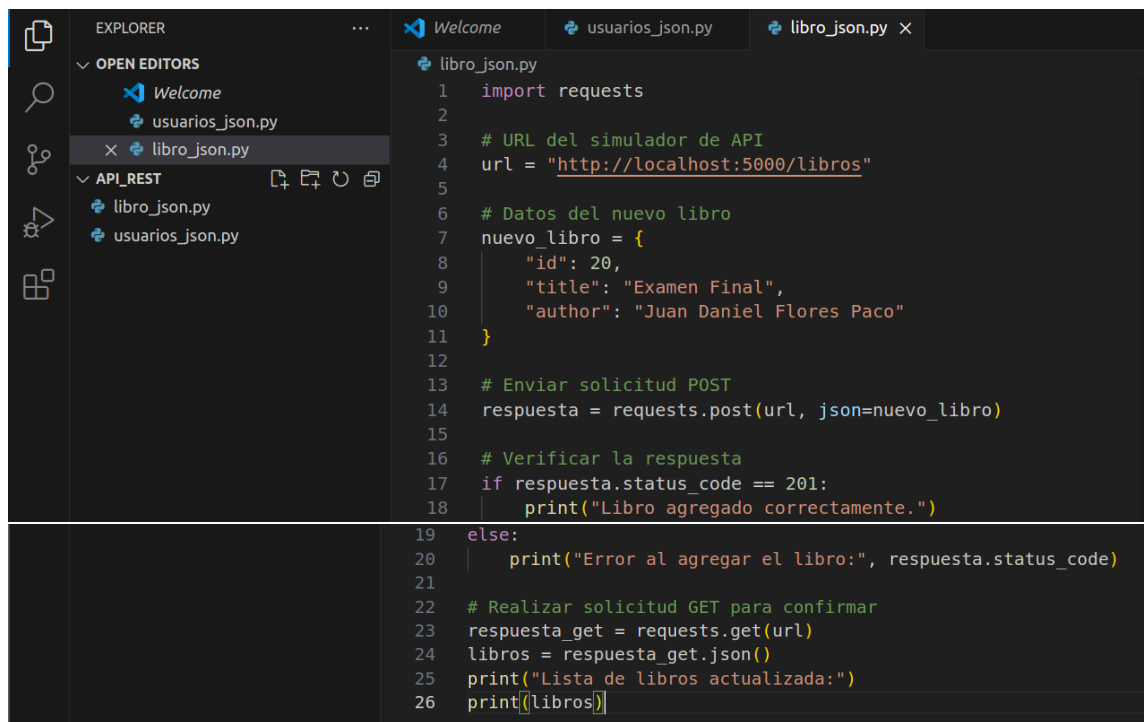 EXPLORER
OPEN EDITORS
Welcome
usuarios_json.py
libro_json.py
API_REST
libro_json.py
usuarios_json.py
Welcome usuarios_json.py libro_json.py
libro_json.py
1 import requests
2
3 # URL del simulador de API
4 url = "http://localhost:5000/libros"
5
6 # Datos del nuevo libro
7 nuevo_libro = {
8     "id": 20,
9     "title": "Examen Final",
10     "author": "Juan Daniel Flores Paco"
11 }
12
13 # Enviar solicitud POST
14 respuesta = requests.post(url, json=nuevo_libro)
15
16 # Verificar la respuesta
17 if respuesta.status_code == 201:
18     print("Libro agregado correctamente.")
19 else:
20     print("Error al agregar el libro:", respuesta.status_code)
21
22 # Realizar solicitud GET para confirmar
23 respuesta_get = requests.get(url)
24 libros = respuesta_get.json()
25 print("Lista de libros actualizada:")
26 print(libros)